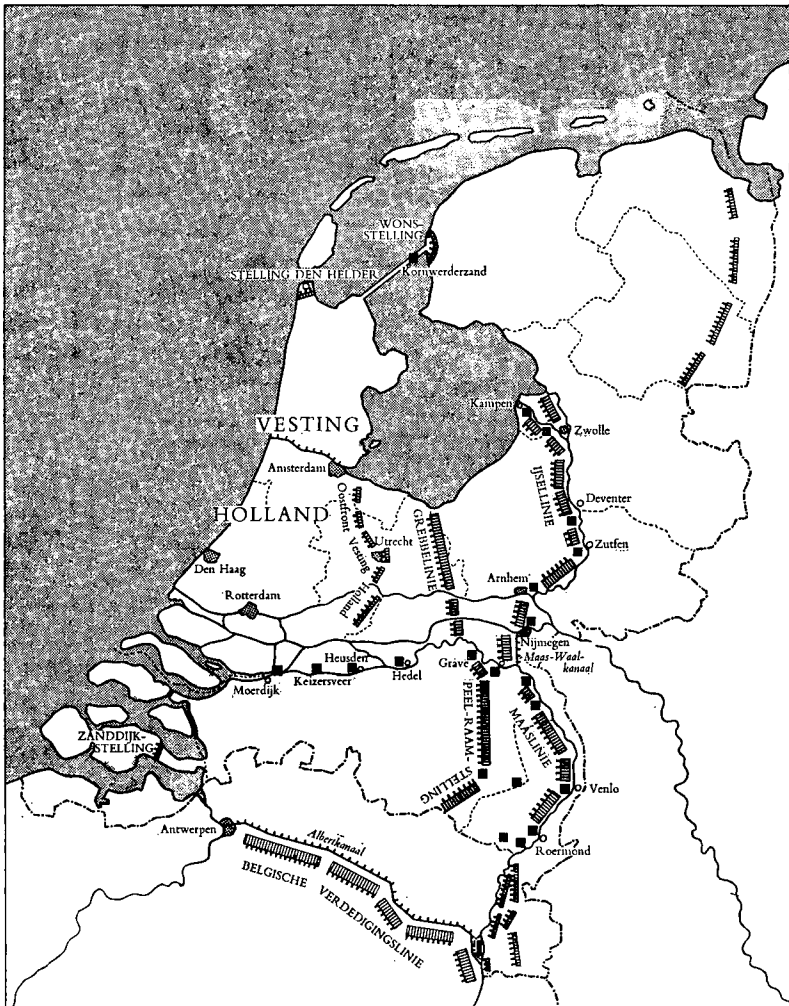 WONS-
STELLING
STELLING DEN HELDER
Kornwerderzand
VESTING
Kampen
Zwolle
Amsterdam
IJSELLINIE
Oostfront
Vesting
Holland
HOLLAND
GREBBELINIE
Deventer
Utrecht
Zutfen
Den Haag
Arnhem
Rotterdam
Nijmegen
Maas-Waal-
kanaal
Heusden
Grave
Hedel
Moerdijk
Keizersveer
PEEL-RAAM-
STELLING
MAASLINIE
ZANDDIJK-
STELLING
Venlo
Antwerpen
Albertkanaal
Roermond
BELGISCHE
VERDEDIGINGSLINIE